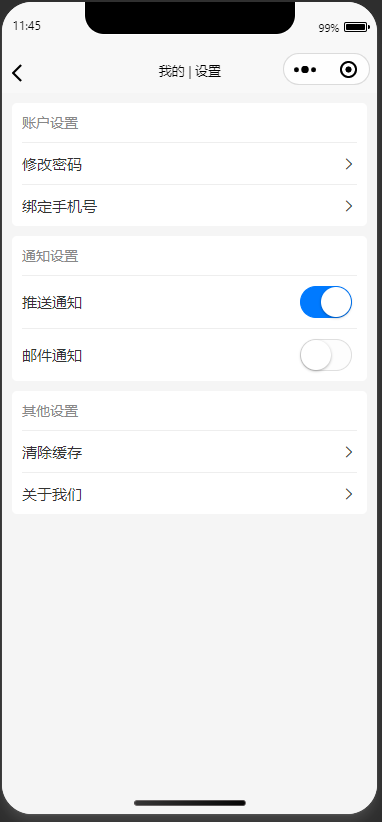 11:45
99%
我的 | 设置
账户设置
修改密码
绑定手机号
通知设置
推送通知
邮件通知
其他设置
清除缓存
关于我们